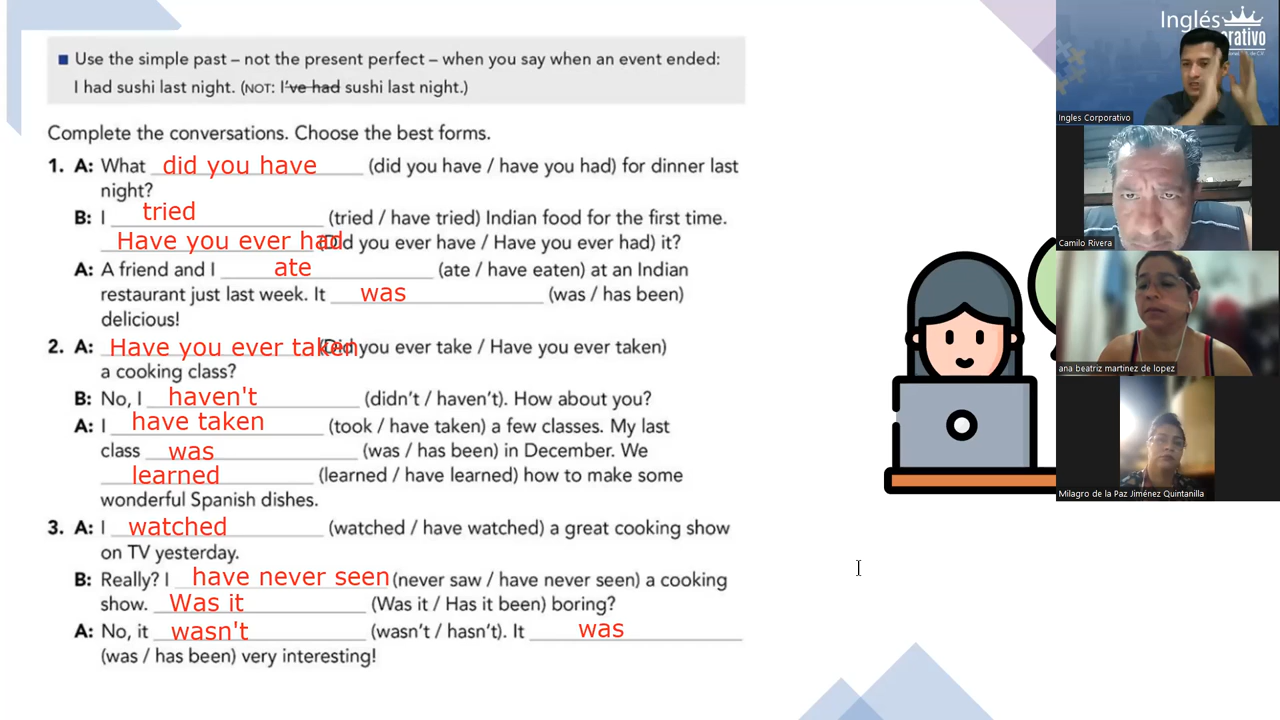 ■ Use the simple past – not the present perfect – when you say when an event ended:
I had sushi last night. (NOT: I've had sushi last night.)
Complete the conversations. Choose the best forms.
1. A: What did you have (did you have / have you had) for dinner last
night?
B: I tried (tried / have tried) Indian food for the first time.
Have you ever had (Did you ever have / Have you ever had) it?
A: A friend and I ate (ate / have eaten) at an Indian
restaurant just last week. It was (was / has been)
delicious!
2. A: Have you ever taken (Did you ever take / Have you ever taken)
a cooking class?
B: No, I haven't (didn't / haven't). How about you?
A: I have taken (took / have taken) a few classes. My last
class was (was / has been) in December. We
learned (learned / have learned) how to make some
wonderful Spanish dishes.
3. A: I watched (watched / have watched) a great cooking show
on TV yesterday.
B: Really? I have never seen (never saw / have never seen) a cooking
show. Was it (Was it / Has it been) boring?
A: No, it wasn't (wasn't / hasn't). It was
(was / has been) very interesting!
Inglés
Ingles Corporativo
Camilo Rivera
ana beatriz martinez de lopez
Milagro de la Paz Jiménez Quintanilla